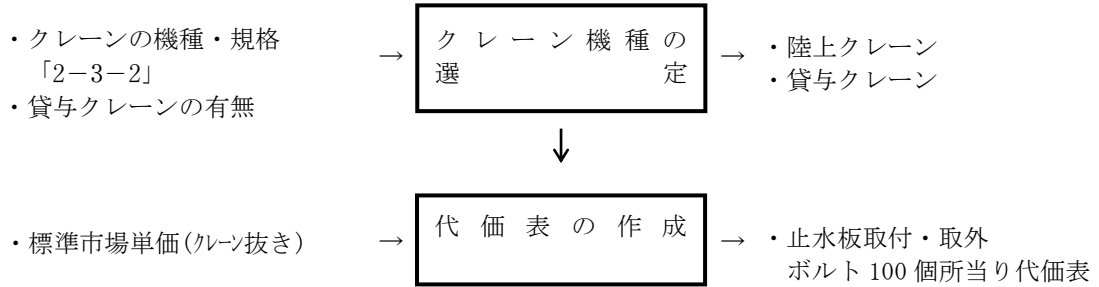 ・クレーンの機種・規格
「2－3－2」
・貸与クレーンの有無
→
クレーン機種の
選定
→
・陸上クレーン
・貸与クレーン
↓
・標準市場単価(ｸﾚｰﾝ抜き)
→
代価表の作成
→
・止水板取付・取外
ボルト 100 個所当り代価表